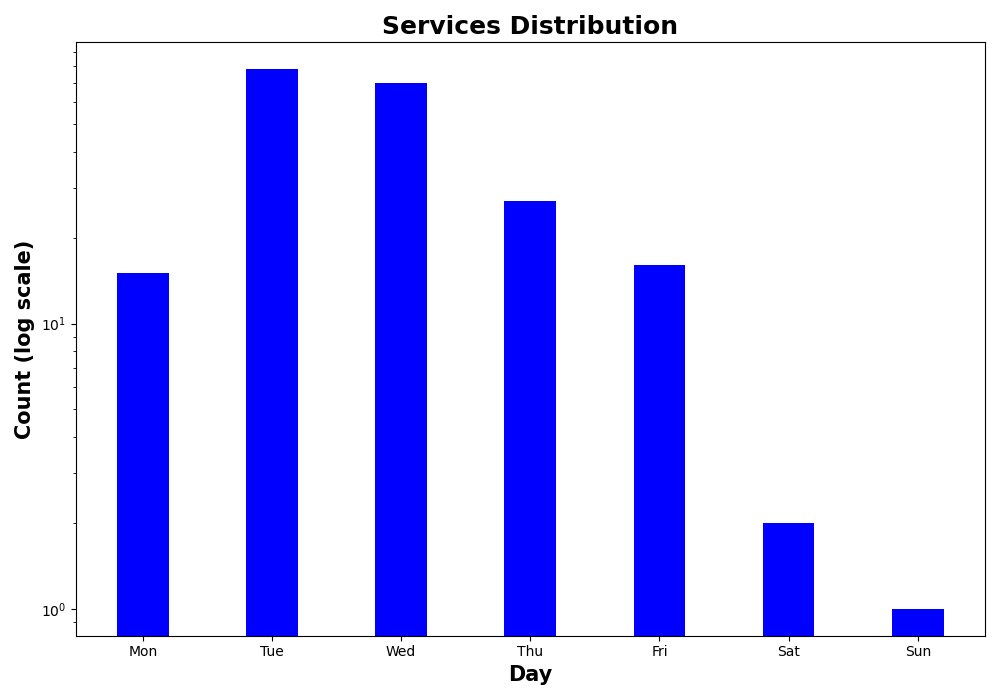 Services Distribution
Count (log scale)
10¹
10⁰
Mon Tue Wed Thu Fri Sat Sun
Day